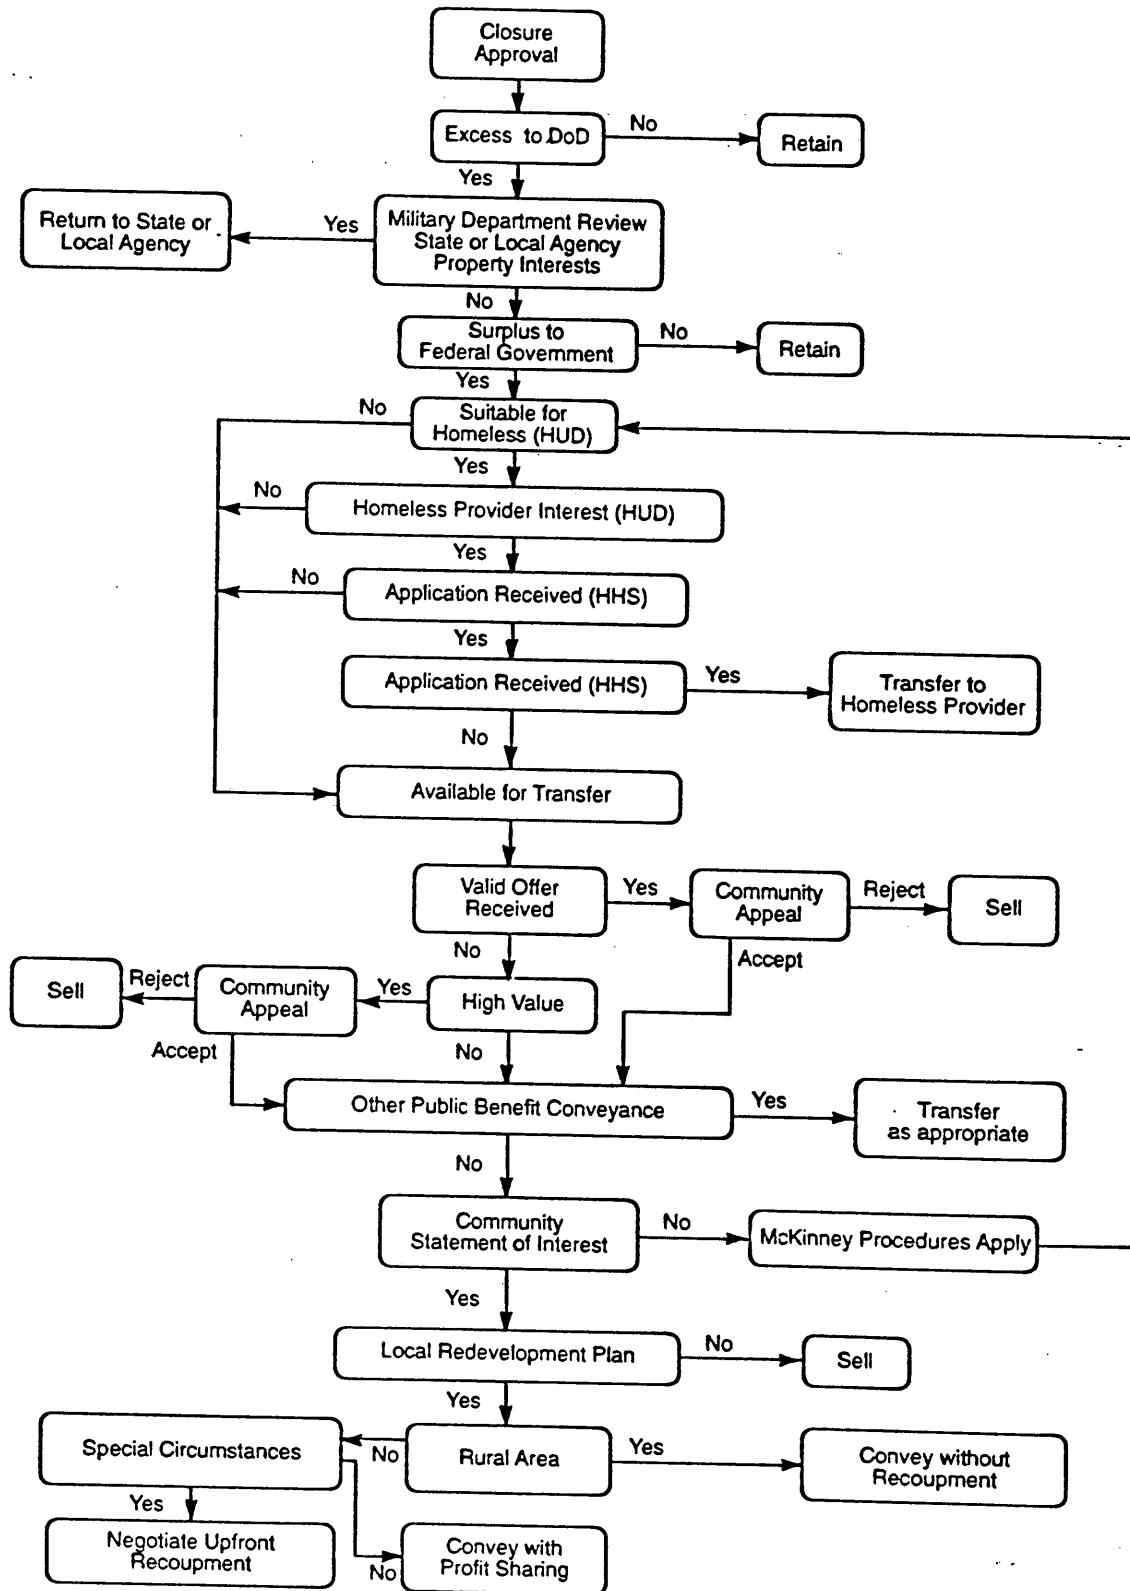 Closure
Approval
Excess to DoD
No
Retain
Yes
Return to State or
Local Agency
Yes
Military Department Review
State or Local Agency
Property Interests
No
Surplus to
Federal Government
No
Retain
Yes
No
Suitable for
Homeless (HUD)
Yes
No
Homeless Provider Interest (HUD)
Yes
No
Application Received (HHS)
Yes
Application Received (HHS)
Yes
Transfer to
Homeless Provider
No
Available for Transfer
Valid Offer
Received
Yes
Community
Appeal
Reject
Sell
No
Accept
Sell
Reject
Community
Appeal
Yes
High Value
Accept
No
Other Public Benefit Conveyance
Yes
Transfer
as appropriate
No
Community
Statement of Interest
No
McKinney Procedures Apply
Yes
Local Redevelopment Plan
No
Sell
Yes
Special Circumstances
No
Rural Area
Yes
Convey without
Recoupment
Yes
Negotiate Upfront
Recoupment
No
Convey with
Profit Sharing